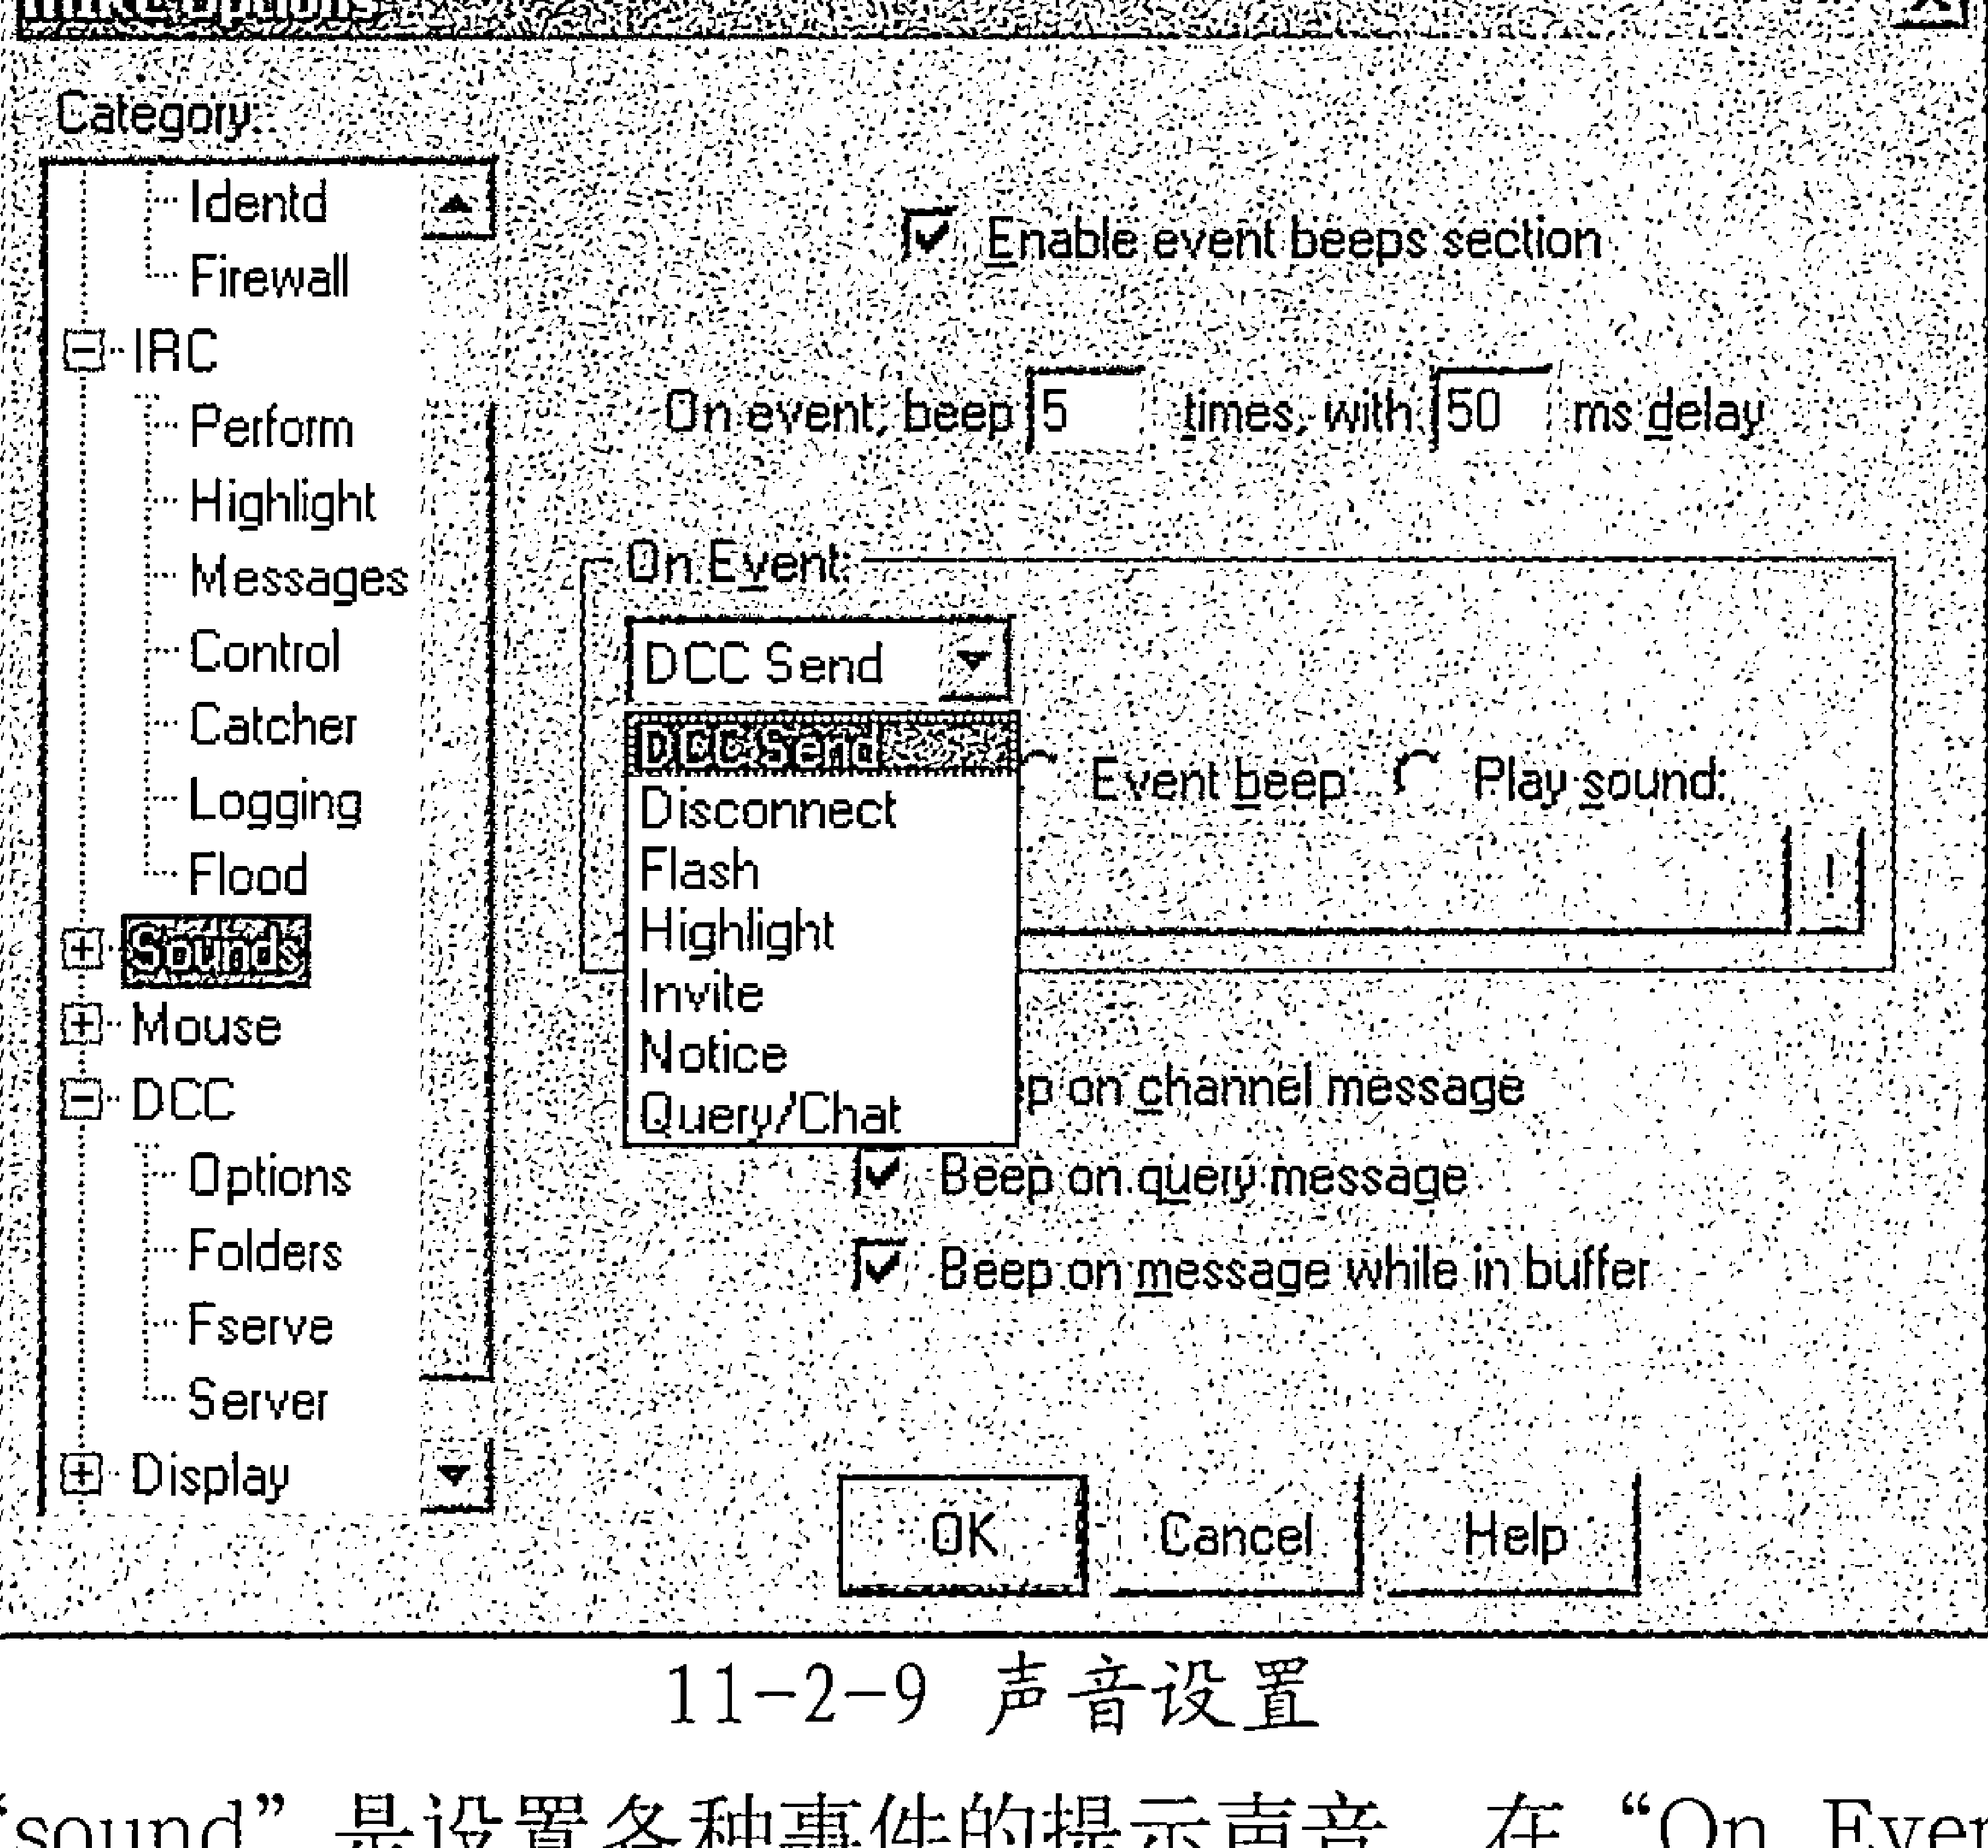 mIRC Options
Category:
Identd
Firewall
IRC
Perform
Highlight
Messages
Control
Catcher
Logging
Flood
Sounds
Mouse
DCC
Options
Folders
Fserve
Server
Display
Enable event beeps section
On event, beep 5 times, with 50 ms delay
On Event:
DCC Send
DCC Send
Disconnect
Flash
Highlight
Invite
Notice
Query/Chat
Event beep Play sound:
!
p on channel message
Beep on query message
Beep on message while in buffer
OK Cancel Help
11-2-9 声音设置
“sound”是设置各种事件的提示声音 在“On Eve